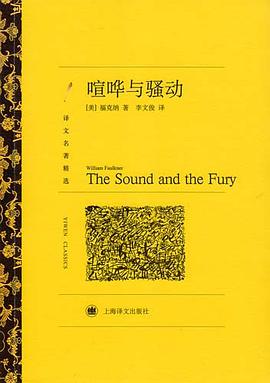 喧哗与骚动
[美] 福克纳 著 李文俊 译
译文名著精选
William Faulkner
The Sound and the Fury
YIWEN CLASSICS
上海译文出版社